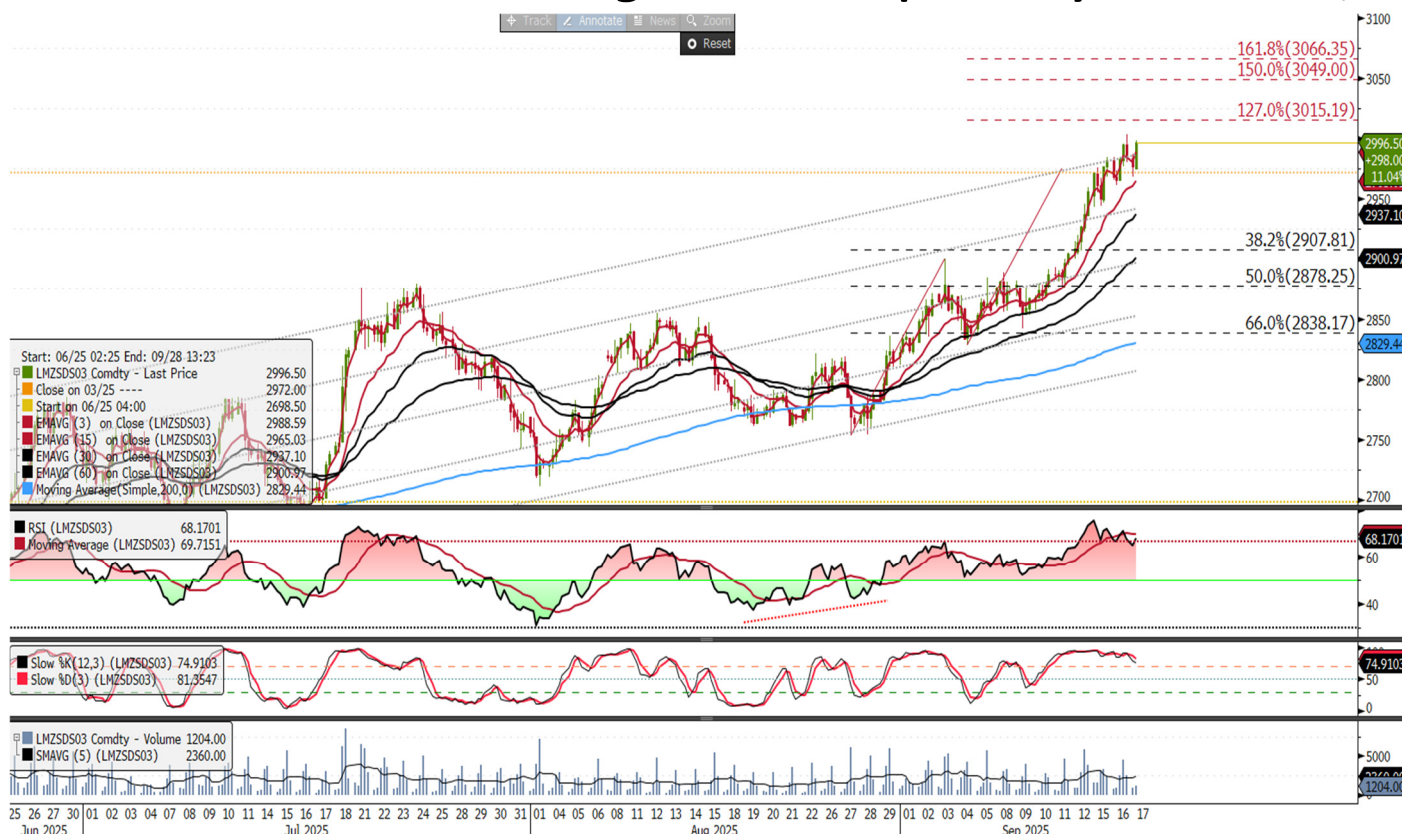 Track Annotate News Zoom
Reset
3100
161.8%(3066.35)
150.0%(3049.00)
3050
127.0%(3015.19)
2996.50
+298.00
11.04%
2950
2937.10
38.2%(2907.81)
2900.97
50.0%(2878.25)
2850
66.0%(2838.17)
2829.44
2800
2750
2700
Start: 06/25 02:25 End: 09/28 13:23
LMZSDS03 Comdty - Last Price 2996.50
Close on 03/25 ---- 2972.00
Start on 06/25 04:00 2698.50
EMAVG (3) on Close (LMZSDS03) 2988.59
EMAVG (15) on Close (LMZSDS03) 2965.03
EMAVG (30) on Close (LMZSDS03) 2937.10
EMAVG (60) on Close (LMZSDS03) 2900.97
Moving Average(Simple,200,0) (LMZSDS03) 2829.44
RSI (LMZSDS03) 68.1701
Moving Average (LMZSDS03) 69.7151
68.1701
60
40
Slow %K(12,3) (LMZSDS03) 74.9103
Slow %D(3) (LMZSDS03) 81.3547
74.9103
50
0
LMZSDS03 Comdty - Volume 1204.00
SMAVG (5) (LMZSDS03) 2360.00
5000
1204.00
25 26 27 30 01 02 03 04 07 08 09 10 11 14 15 16 17 18 21 22 23 24 25 28 29 30 31 01 04 05 06 07 08 11 12 13 14 15 18 19 20 21 22 26 27 28 29 01 02 03 04 05 08 09 10 11 12 15 16 17
Jun 2025 Jul 2025 Aug 2025 Sep 2025